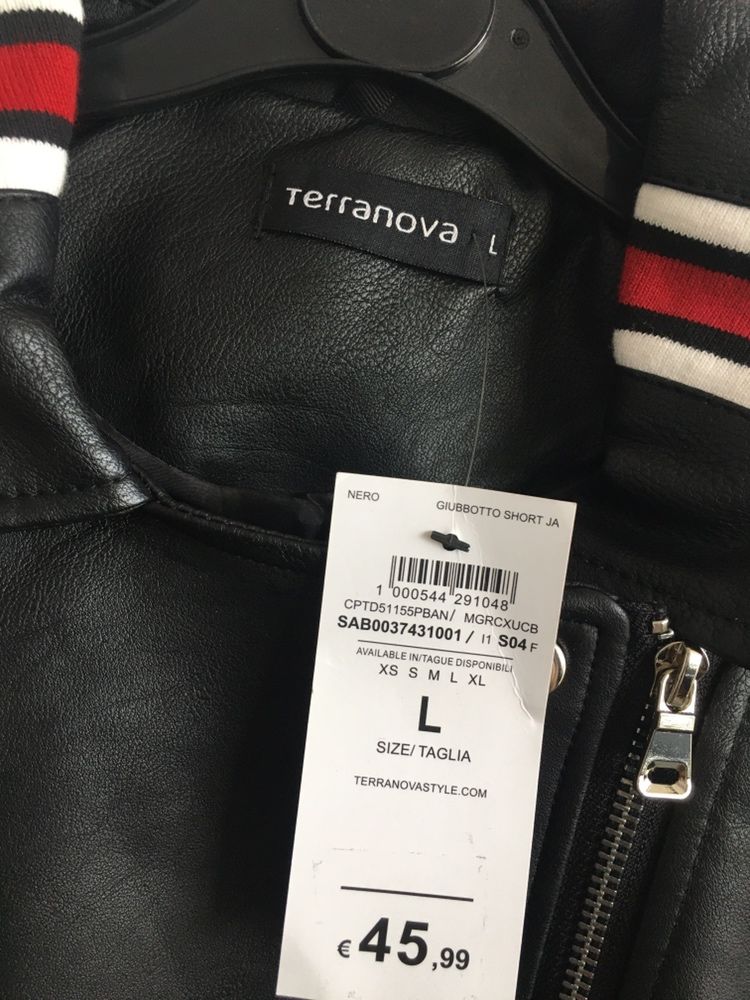 Terranova
L
NERO
GIUBBOTTO SHORT JA
1 000544 291048
CPTD51155PBAN/ MGRCXUCB
SAB0037431001/ I1 S04 F
AVAILABLE IN/TAGUE DISPONIBILI
XS S M L XL
L
SIZE/TAGLIA
TERRANOVASTYLE.COM
€ 45,99